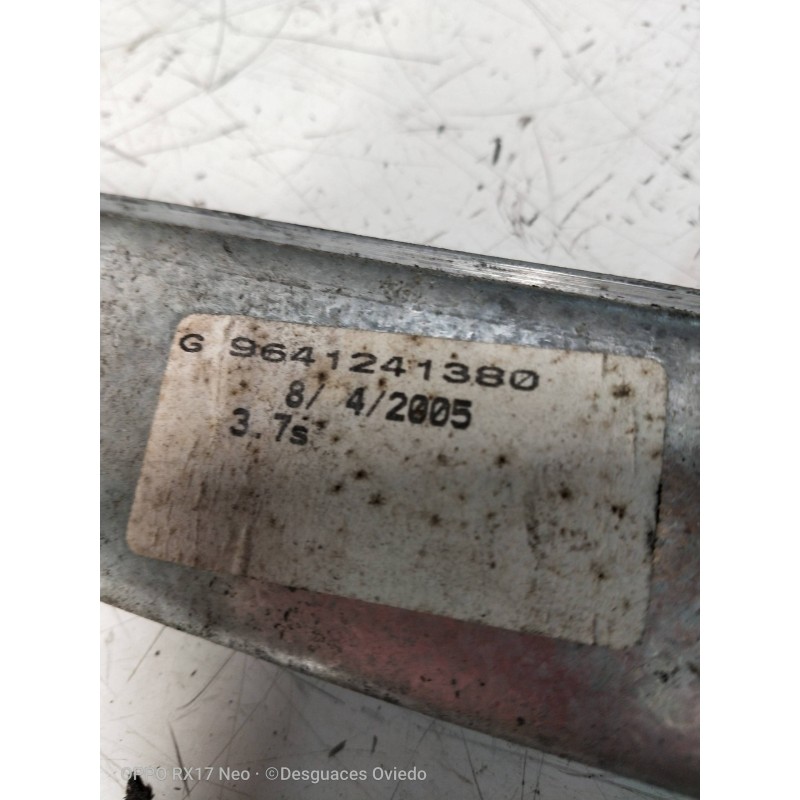 G 9641241380
8/ 4/2005
3.7s
OPPO RX17 Neo · ©Desguaces Oviedo